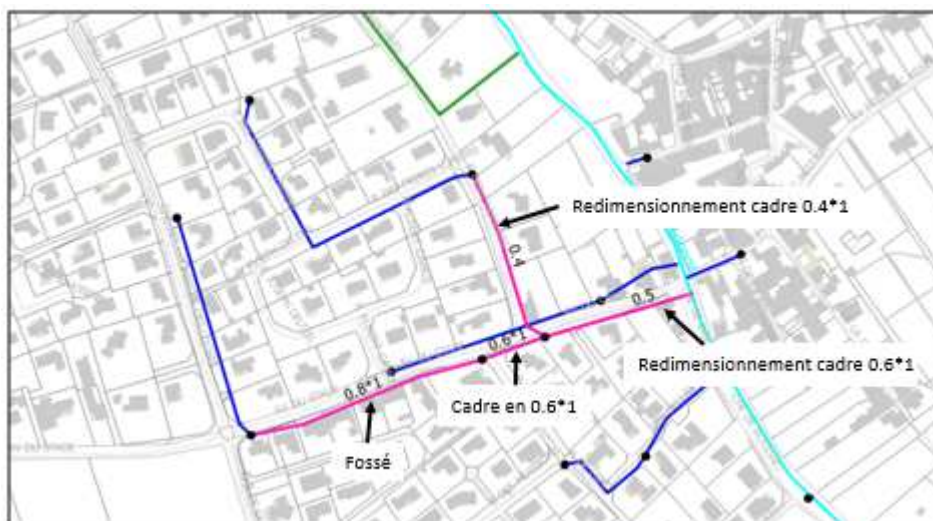 Redimensionnement cadre 0.4*1
0.4
0.5
0.6*1
Redimensionnement cadre 0.6*1
0.8*1
Cadre en 0.6*1
Fossé